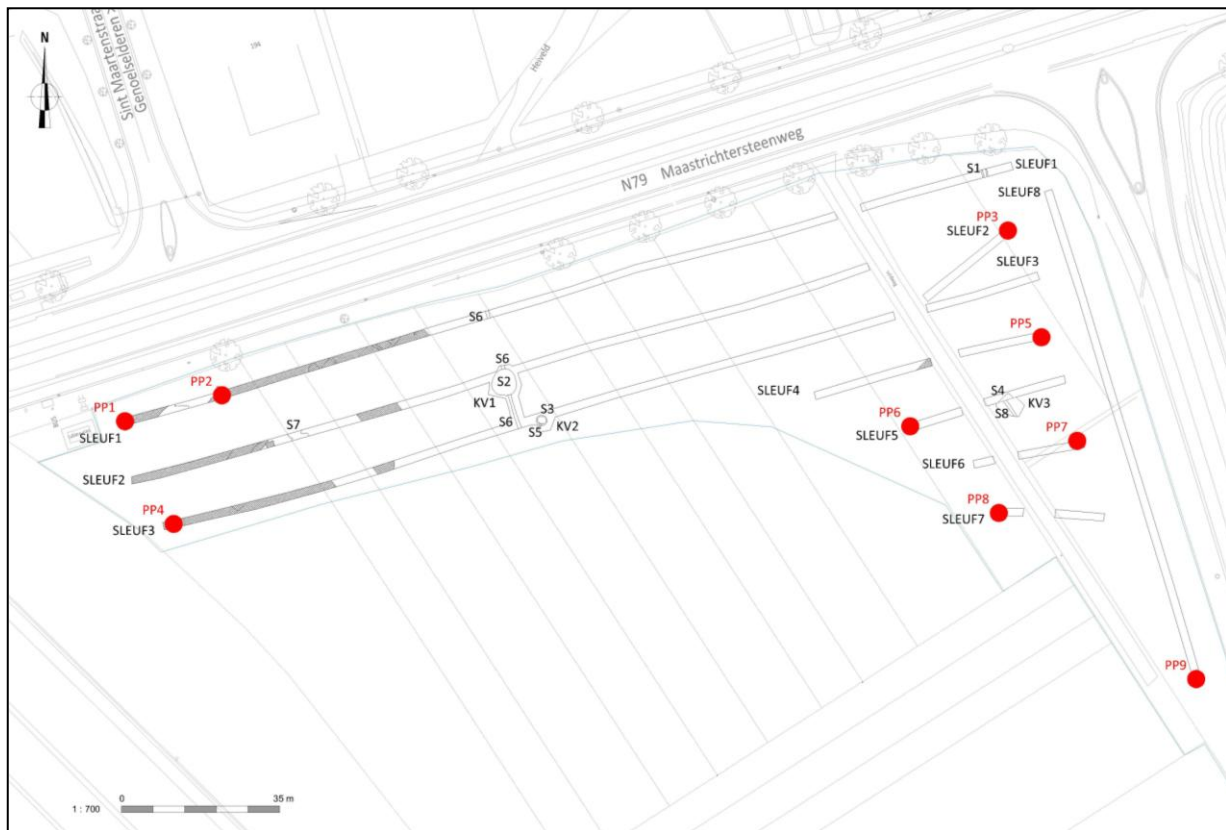 Sint Maartenstraat
Genoelselderen S
194
Heiveld
N
N79 Maastrichtersteenweg
S1
SLEUF1
SLEUF8
PP3
SLEUF2
SLEUF3
S6
PP5
S6
S2
PP2
SLEUF4
S4
KV1
PP1
S3
KV3
S8
SLEUF1
S7
S6
S5
KV2
PP6
SLEUF5
PP7
SLEUF2
SLEUF6
PP4
SLEUF3
PP8
SLEUF7
PP9
1 : 700
0
35 m